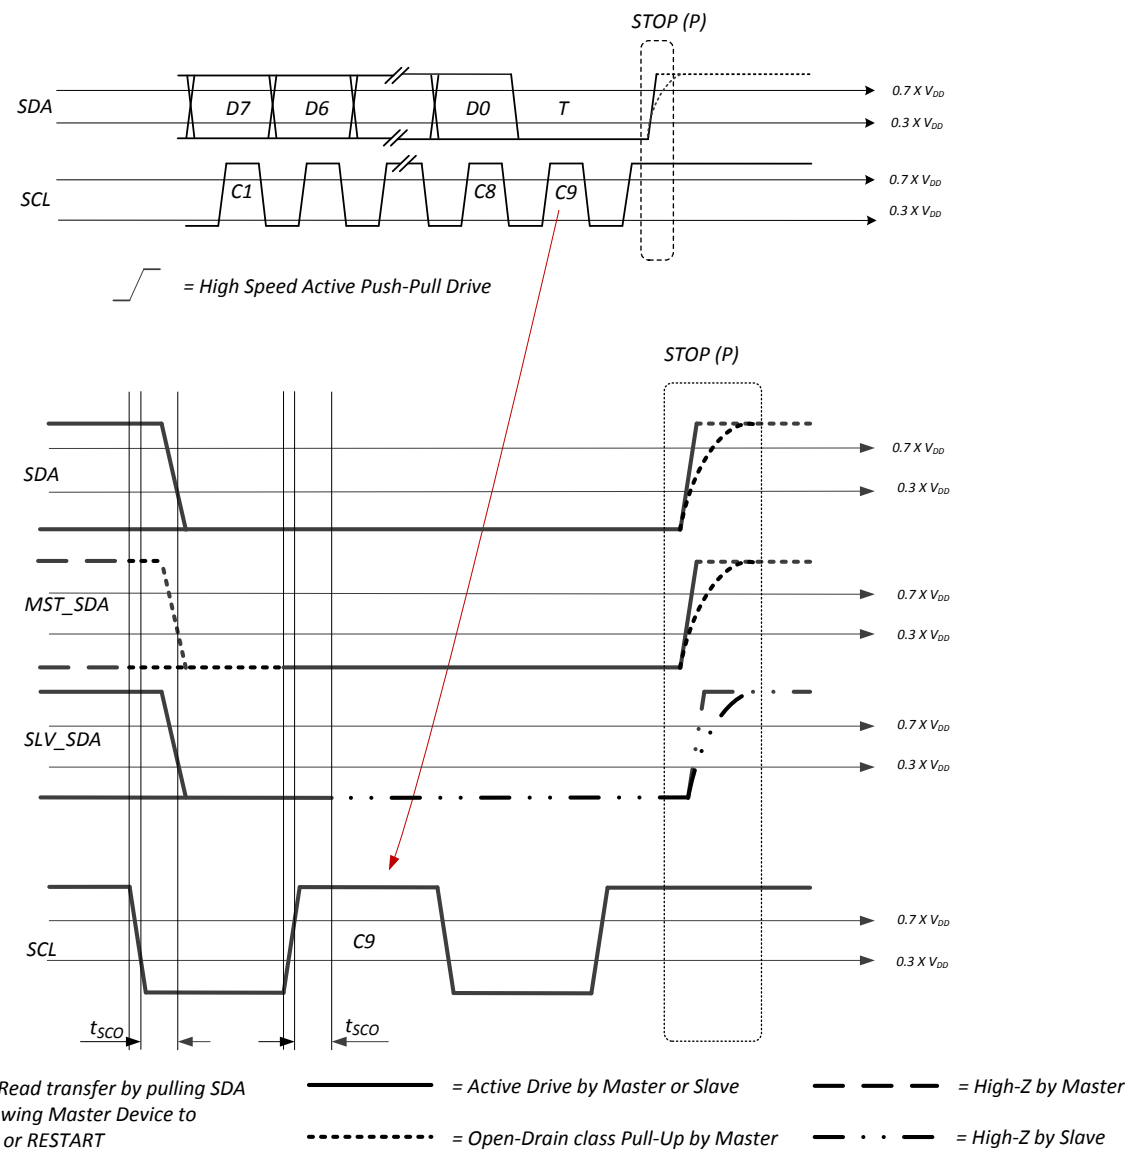 STOP (P)
SDA
D7
D6
D0
T
0.7 X VDD
0.3 X VDD
SCL
C1
C8
C9
0.7 X VDD
0.3 X VDD
= High Speed Active Push-Pull Drive
STOP (P)
SDA
0.7 X VDD
0.3 X VDD
MST_SDA
0.7 X VDD
0.3 X VDD
SLV_SDA
0.7 X VDD
0.3 X VDD
SCL
C9
0.7 X VDD
0.3 X VDD
tSCO
tSCO
Read transfer by pulling SDA
wing Master Device to
or RESTART
= Active Drive by Master or Slave
= High-Z by Master
= Open-Drain class Pull-Up by Master
= High-Z by Slave